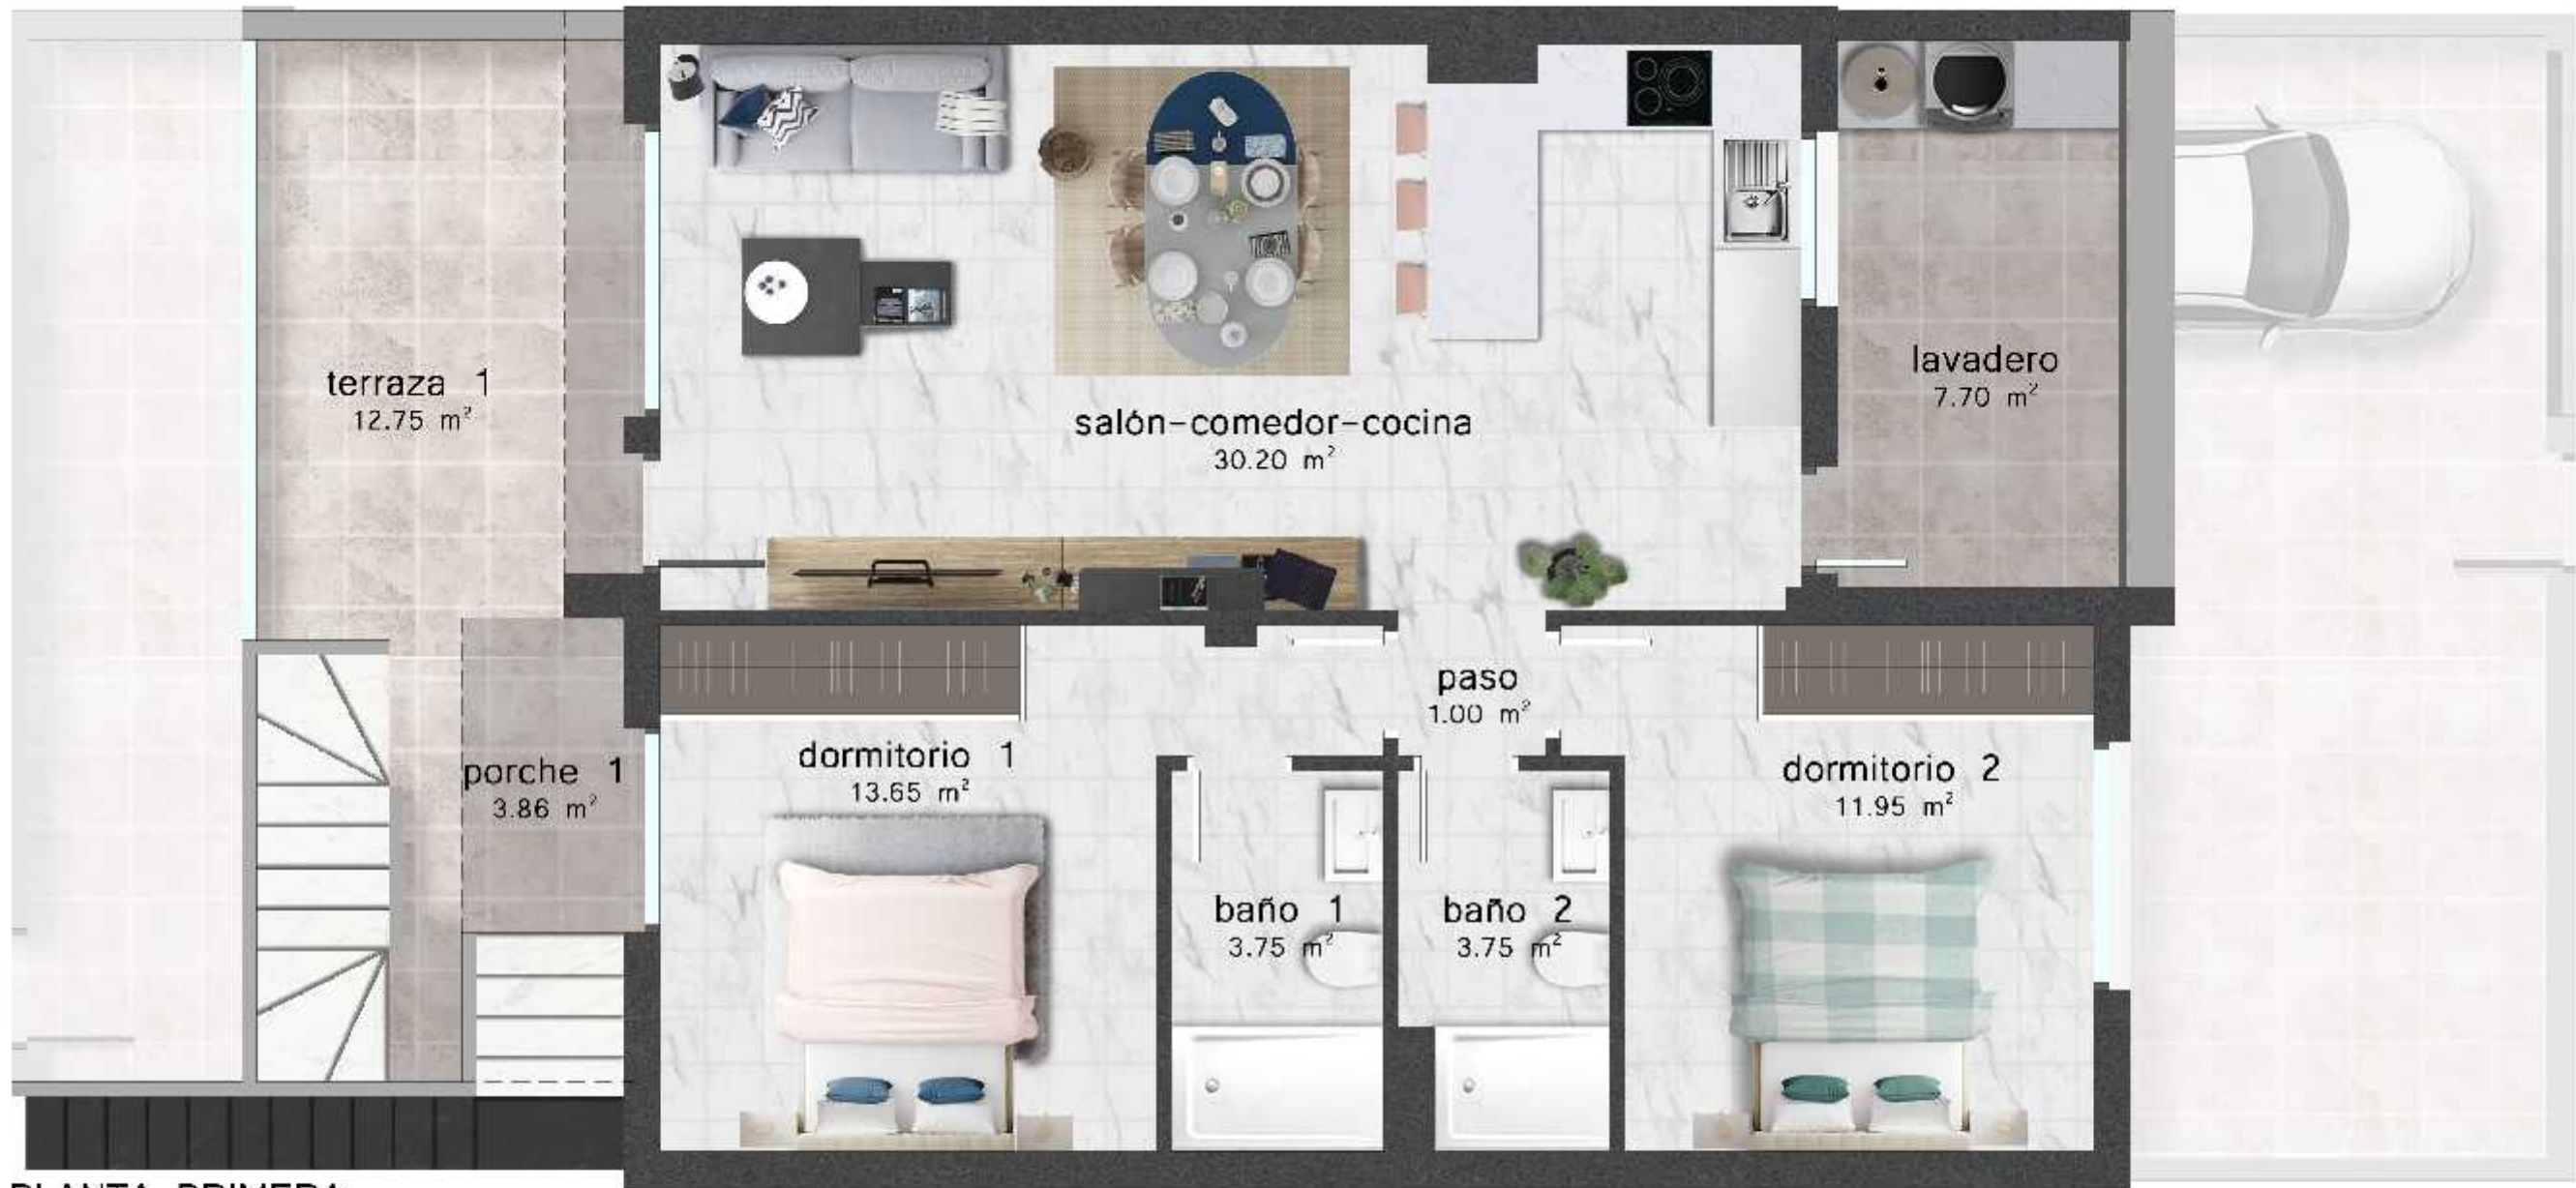 terraza 1
12.75 m²
salón-comedor-cocina
30.20 m²
lavadero
7.70 m²
paso
1.00 m²
porche 1
3.86 m²
dormitorio 1
13.65 m²
dormitorio 2
11.95 m²
baño 1
3.75 m²
baño 2
3.75 m²
PLANTA PRIMERA